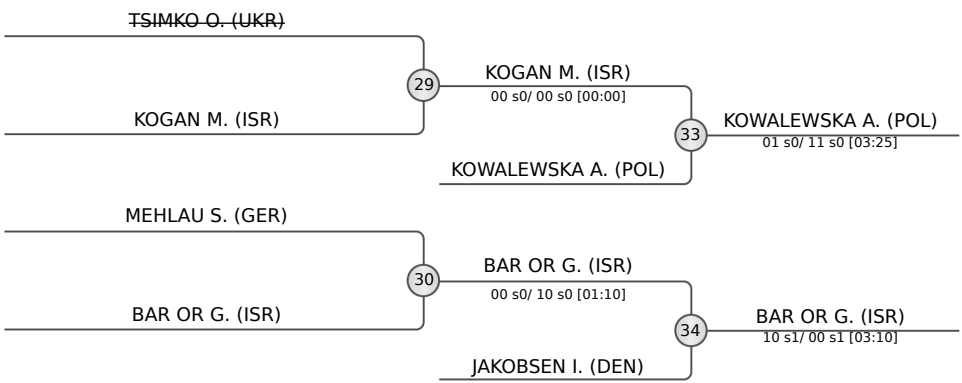 TSIMKO O. (UKR)
KOGAN M. (ISR)
29
KOGAN M. (ISR)
00 s0/ 00 s0 [00:00]
KOWALEWSKA A. (POL)
33
KOWALEWSKA A. (POL)
01 s0/ 11 s0 [03:25]
MEHLAU S. (GER)
BAR OR G. (ISR)
30
BAR OR G. (ISR)
00 s0/ 10 s0 [01:10]
JAKOBSEN I. (DEN)
34
BAR OR G. (ISR)
10 s1/ 00 s1 [03:10]